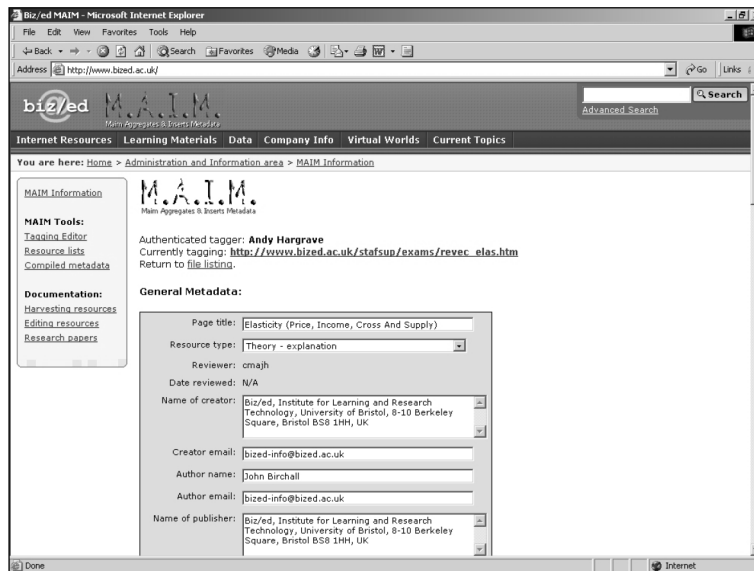 Biz/ed MAIM - Microsoft Internet Explorer
File Edit View Favorites Tools Help
Back Search Favorites Media
Address http://www.bized.ac.uk/ Go Links
biz/ed M.A.I.M.
Maim Aggregates & Inserts Metadata
Search
Advanced Search
Internet Resources Learning Materials Data Company Info Virtual Worlds Current Topics
You are here: Home > Administration and Information area > MAIM Information
MAIM Information
MAIM Tools:
Tagging Editor
Resource lists
Compiled metadata
Documentation:
Harvesting resources
Editing resources
Research papers
M.A.I.M.
Maim Aggregates & Inserts Metadata
Authenticated tagger: Andy Hargrave
Currently tagging: http://www.bized.ac.uk/stafsup/exams/revec_elas.htm
Return to file listing.
General Metadata:
Page title: Elasticity (Price, Income, Cross And Supply)
Resource type: Theory - explanation
Reviewer: cmajh
Date reviewed: N/A
Name of creator: Biz/ed, Institute for Learning and Research
Technology, University of Bristol, 8-10 Berkeley
Square, Bristol BS8 1HH, UK
Creator email: bized-info@bized.ac.uk
Author name: John Birchall
Author email: bized-info@bized.ac.uk
Name of publisher: Biz/ed, Institute for Learning and Research
Technology, University of Bristol, 8-10 Berkeley
Square, Bristol BS8 1HH, UK
Done Internet